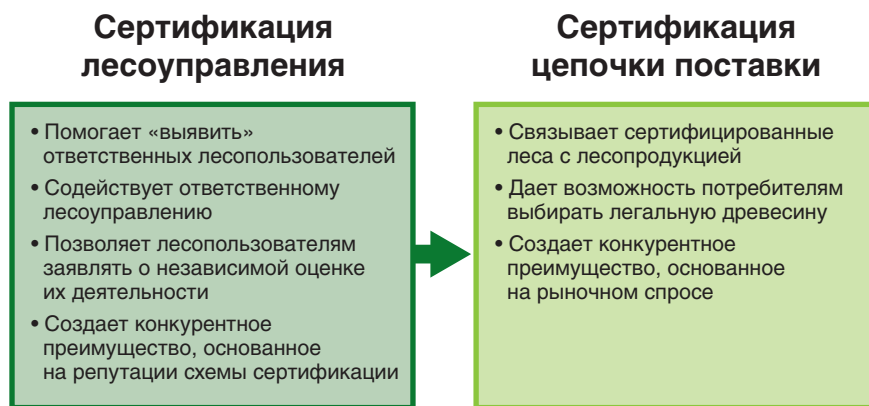 Сертификация
лесоуправления
• Помогает «выявить»
ответственных лесопользователей
• Содействует ответственному
лесоуправлению
• Позволяет лесопользователям
заявлять о независимой оценке
их деятельности
• Создает конкурентное
преимущество, основанное
на репутации схемы сертификации
Сертификация
цепочки поставки
• Связывает сертифицированные
леса с лесопродукцией
• Дает возможность потребителям
выбирать легальную древесину
• Создает конкурентное
преимущество, основанное
на рыночном спросе